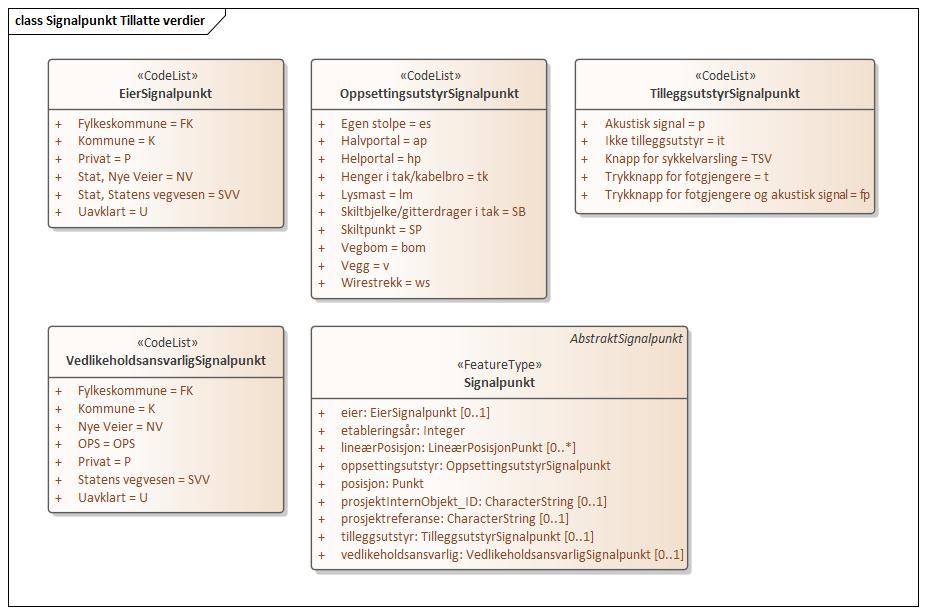 class Signalpunkt Tillatte verdier
«CodeList»
EierSignalpunkt
+ Fylkeskommune = FK
+ Kommune = K
+ Privat = P
+ Stat, Nye Veier = NV
+ Stat, Statens vegvesen = SVV
+ Uavklart = U
«CodeList»
OppsettingsutstyrSignalpunkt
+ Egen stolpe = es
+ Halvportal = ap
+ Helportal = hp
+ Henger i tak/kabelbro = tk
+ Lysmast = lm
+ Skiltbjelke/gitterdrager i tak = SB
+ Skiltpunkt = SP
+ Vegbom = bom
+ Vegg = v
+ Wirestrekk = ws
«CodeList»
TilleggsutstyrSignalpunkt
+ Akustisk signal = p
+ Ikke tilleggsutstyr = it
+ Knapp for sykkelvarsling = TSV
+ Trykknapp for fotgjengere = t
+ Trykknapp for fotgjengere og akustisk signal = fp
«CodeList»
VedlikeholdsansvarligSignalpunkt
+ Fylkeskommune = FK
+ Kommune = K
+ Nye Veier = NV
+ OPS = OPS
+ Privat = P
+ Statens vegvesen = SVV
+ Uavklart = U
AbstraktSignalpunkt
«FeatureType»
Signalpunkt
+ eier: EierSignalpunkt [0..1]
+ etableringsår: Integer
+ lineærPosisjon: LineærPosisjonPunkt [0..*]
+ oppsettingsutstyr: OppsettingsutstyrSignalpunkt
+ posisjon: Punkt
+ prosjektInternObjekt_ID: CharacterString [0..1]
+ prosjektreferanse: CharacterString [0..1]
+ tilleggsutstyr: TilleggsutstyrSignalpunkt [0..1]
+ vedlikeholdsansvarlig: VedlikeholdsansvarligSignalpunkt [0..1]